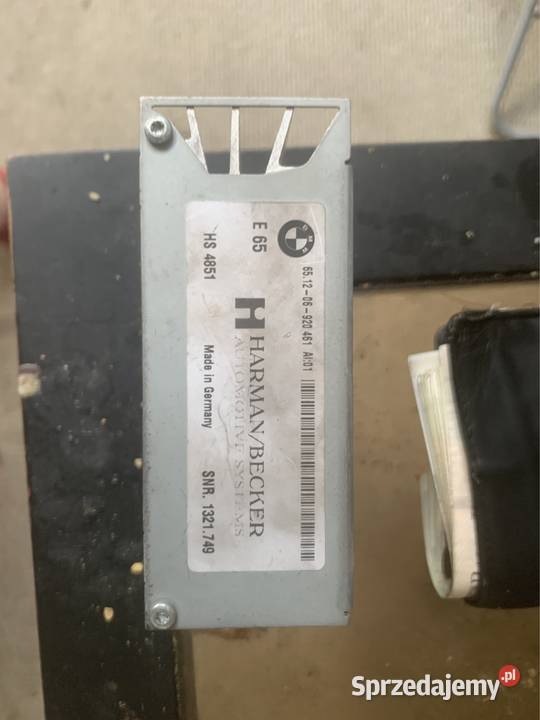 BMW
65.12-06-920 461 AI:01
E 65
HARMAN/BECKER
AUTOMOTIVE SYSTEMS
HS 4851
Made in Germany
SNR. 1321.749
Sprzedajemy.pl